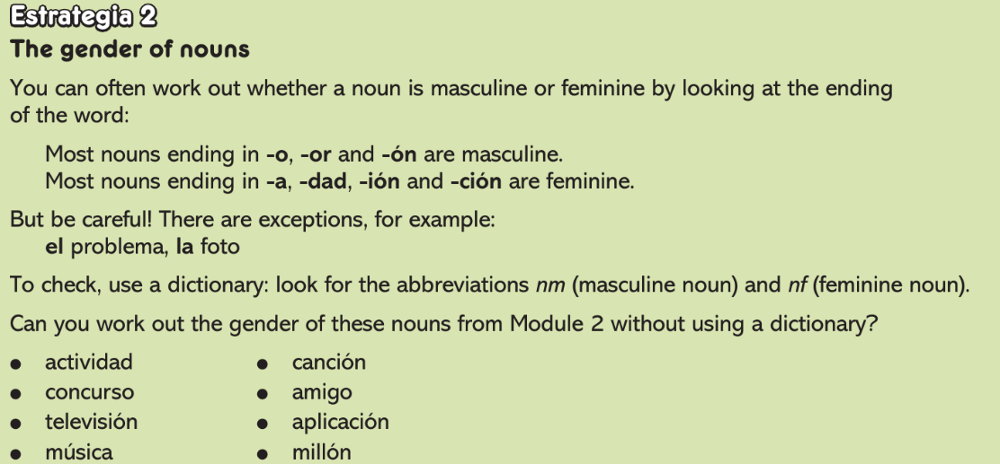 Estrategia 2
The gender of nouns
You can often work out whether a noun is masculine or feminine by looking at the ending
of the word:
Most nouns ending in -o, -or and -ón are masculine.
Most nouns ending in -a, -dad, -ión and -ción are feminine.
But be careful! There are exceptions, for example:
el problema, la foto
To check, use a dictionary: look for the abbreviations nm (masculine noun) and nf (feminine noun).
Can you work out the gender of these nouns from Module 2 without using a dictionary?
• actividad
• concurso
• televisión
• música
• canción
• amigo
• aplicación
• millón